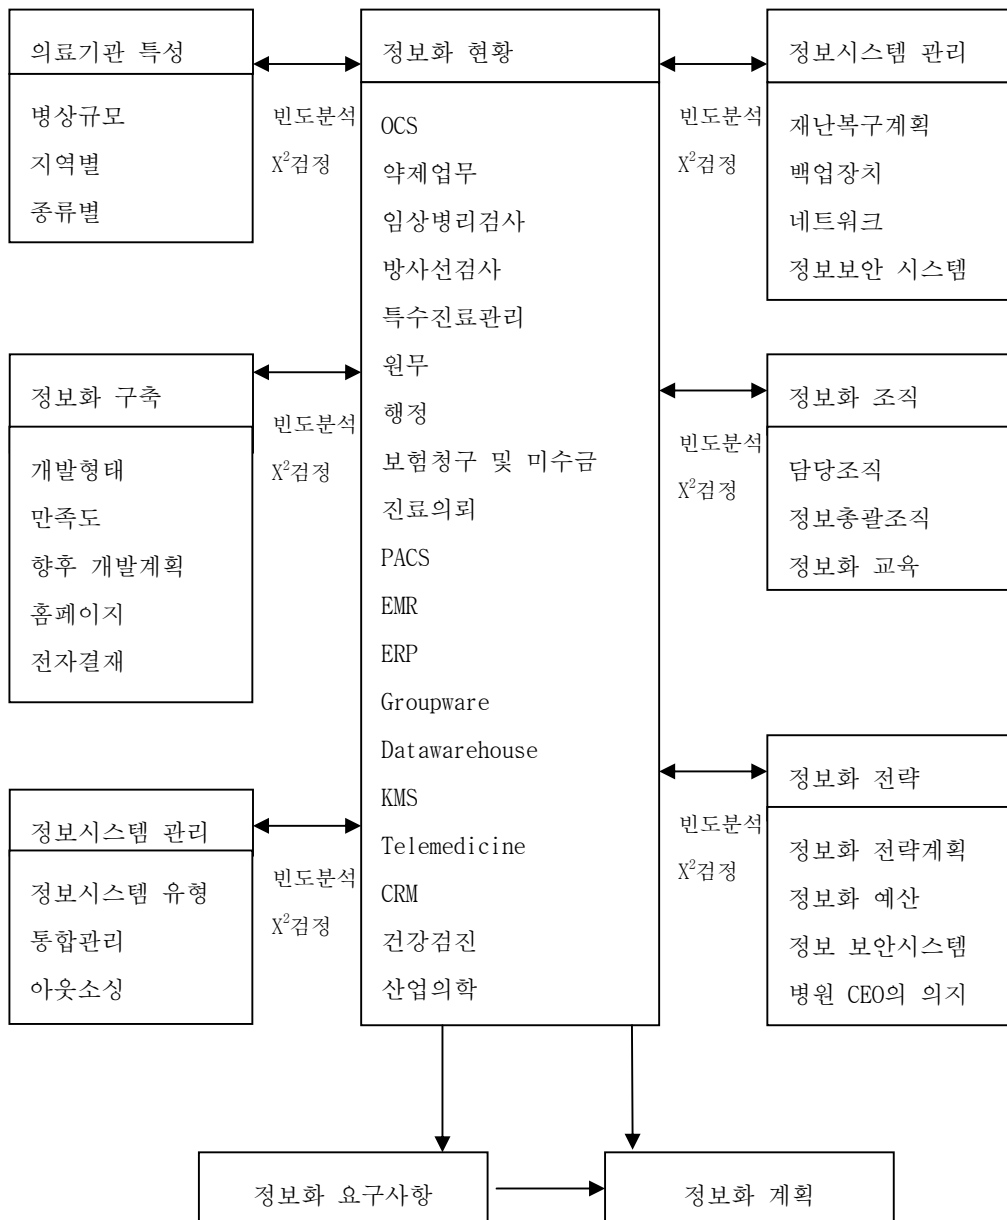 의료기관 특성
병상규모
지역별
종류별
빈도분석
X²검정
정보화 구축
개발형태
만족도
향후 개발계획
홈페이지
전자결재
빈도분석
X²검정
정보시스템 관리
정보시스템 유형
통합관리
아웃소싱
빈도분석
X²검정
정보화 현황
OCS
약제업무
임상병리검사
방사선검사
특수진료관리
원무
행정
보험청구 및 미수금
진료의뢰
PACS
EMR
ERP
Groupware
Datawarehouse
KMS
Telemedicine
CRM
건강검진
산업의학
빈도분석
X²검정
정보시스템 관리
재난복구계획
백업장치
네트워크
정보보안 시스템
빈도분석
X²검정
정보화 조직
담당조직
정보총괄조직
정보화 교육
빈도분석
X²검정
정보화 전략
정보화 전략계획
정보화 예산
정보 보안시스템
병원 CEO의 의지
정보화 요구사항
정보화 계획